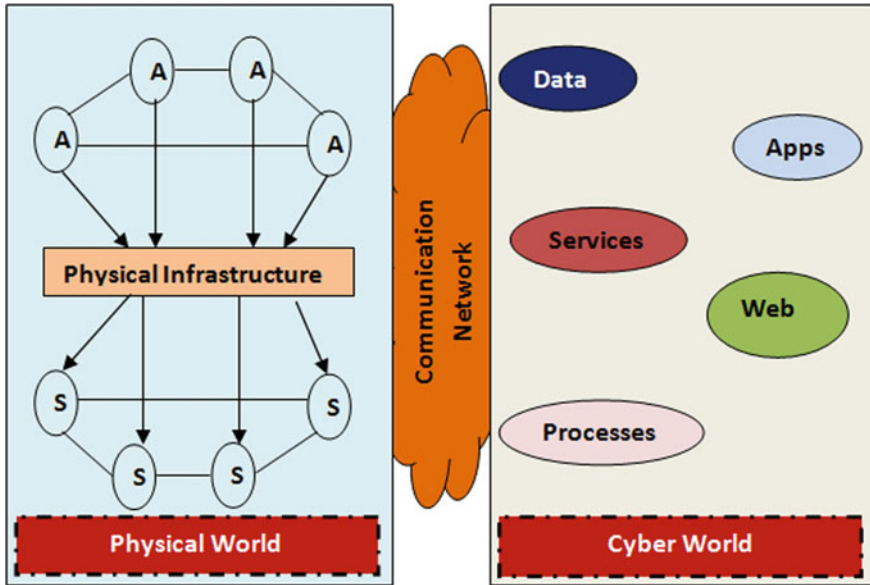 A
A
A
A
Physical Infrastructure
S
S
S
S
Physical World
Communication
Network
Data
Apps
Services
Web
Processes
Cyber World